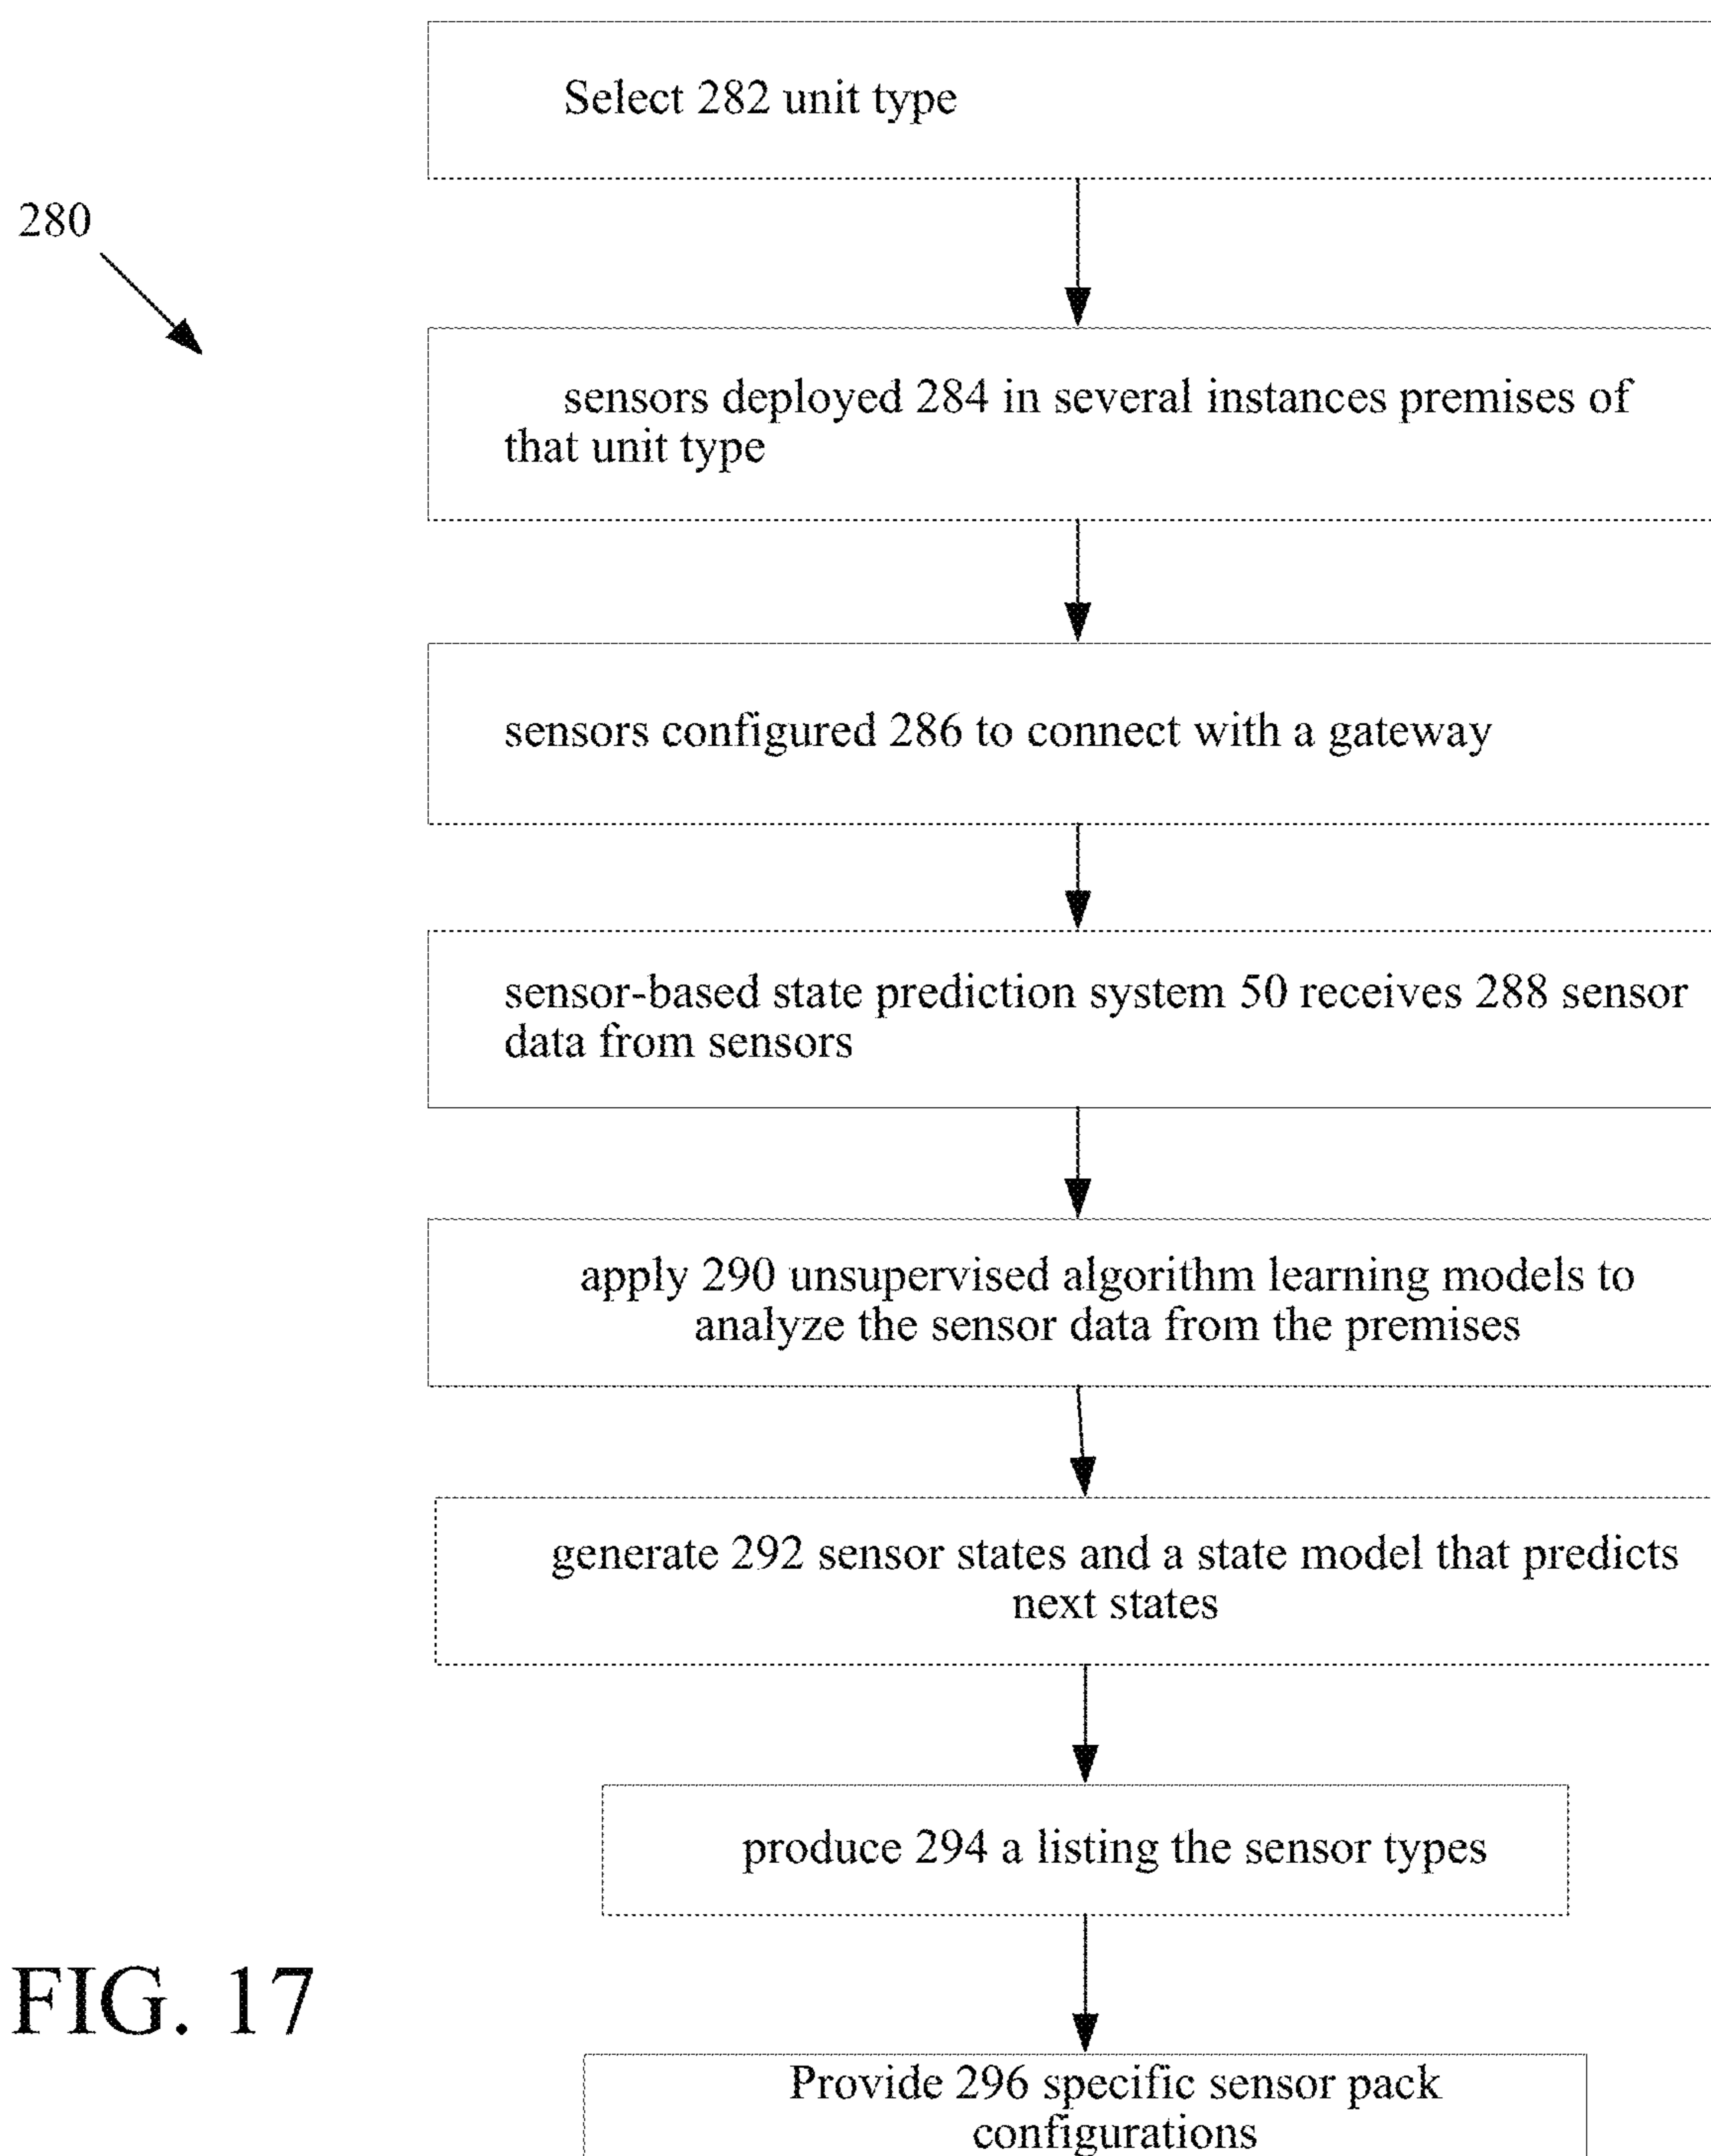 Select 282 unit type
280
sensors deployed 284 in several instances premises of
that unit type
sensors configured 286 to connect with a gateway
sensor-based state prediction system 50 receives 288 sensor
data from sensors
apply 290 unsupervised algorithm learning models to
analyze the sensor data from the premises
generate 292 sensor states and a state model that predicts
next states
produce 294 a listing the sensor types
FIG. 17
Provide 296 specific sensor pack
configurations